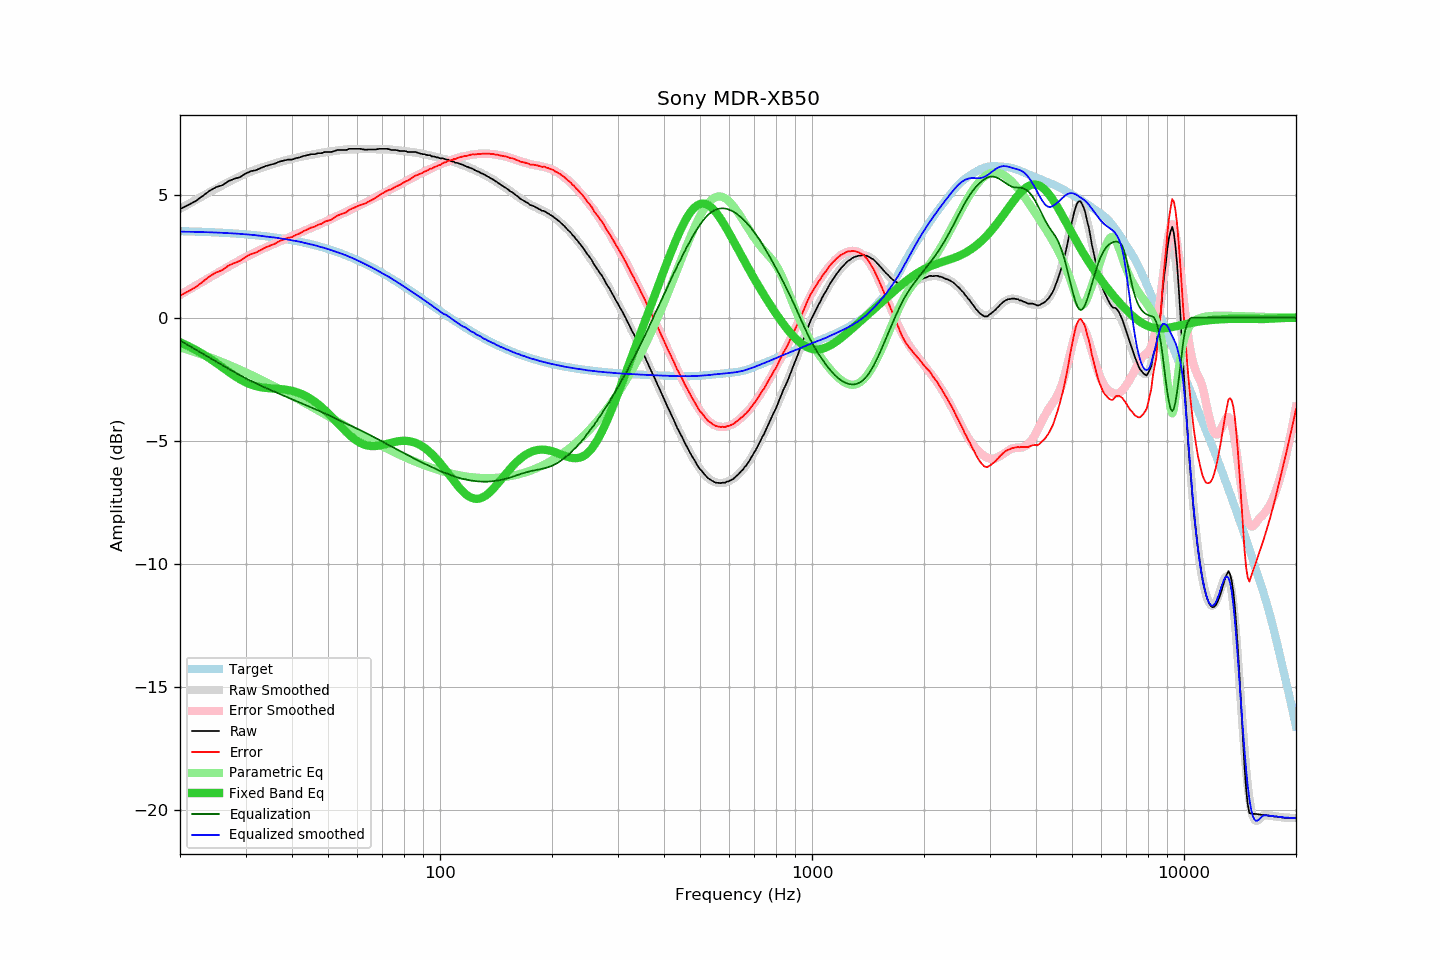 Sony MDR-XB50
Amplitude (dBr)
5
0
−5
−10
−15
−20
Target
Raw Smoothed
Error Smoothed
Raw
Error
Parametric Eq
Fixed Band Eq
Equalization
Equalized smoothed
100
1000
10000
Frequency (Hz)